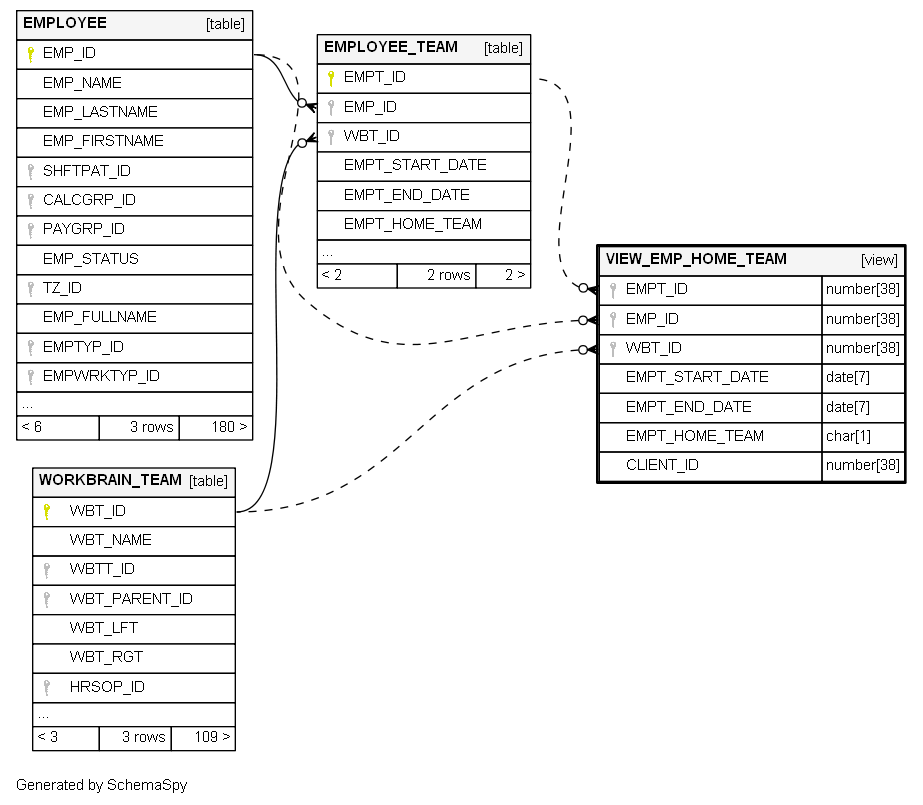 EMPLOYEE [table]
EMP_ID
EMP_NAME
EMP_LASTNAME
EMP_FIRSTNAME
SHFTPAT_ID
CALCGRP_ID
PAYGRP_ID
EMP_STATUS
TZ_ID
EMP_FULLNAME
EMPTYP_ID
EMPWRKTYP_ID
...
< 6 3 rows 180 >
EMPLOYEE_TEAM [table]
EMPT_ID
EMP_ID
WBT_ID
EMPT_START_DATE
EMPT_END_DATE
EMPT_HOME_TEAM
...
< 2 2 rows 2 >
VIEW_EMP_HOME_TEAM [view]
EMPT_ID number[38]
EMP_ID number[38]
WBT_ID number[38]
EMPT_START_DATE date[7]
EMPT_END_DATE date[7]
EMPT_HOME_TEAM char[1]
CLIENT_ID number[38]
WORKBRAIN_TEAM [table]
WBT_ID
WBT_NAME
WBTT_ID
WBT_PARENT_ID
WBT_LFT
WBT_RGT
HRSOP_ID
...
< 3 3 rows 109 >
Generated by SchemaSpy